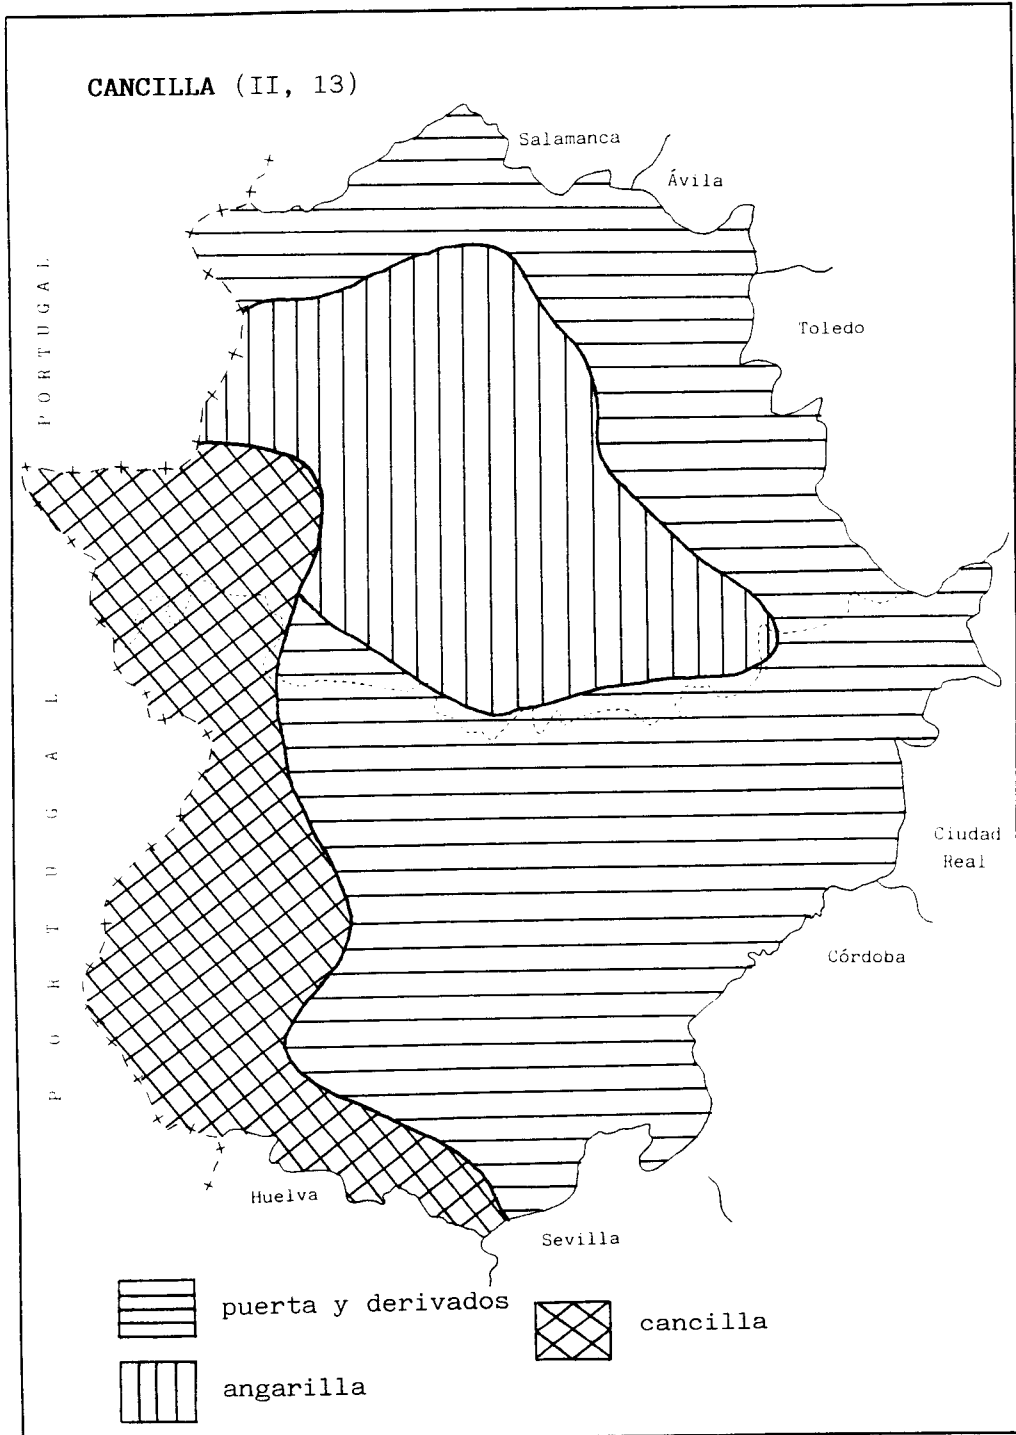 CANCILLA (II, 13)
Salamanca
Ávila
PORTUGAL
Toledo
PORTUGAL
Ciudad
Real
Córdoba
Huelva
Sevilla
puerta y derivados
cancilla
angarilla